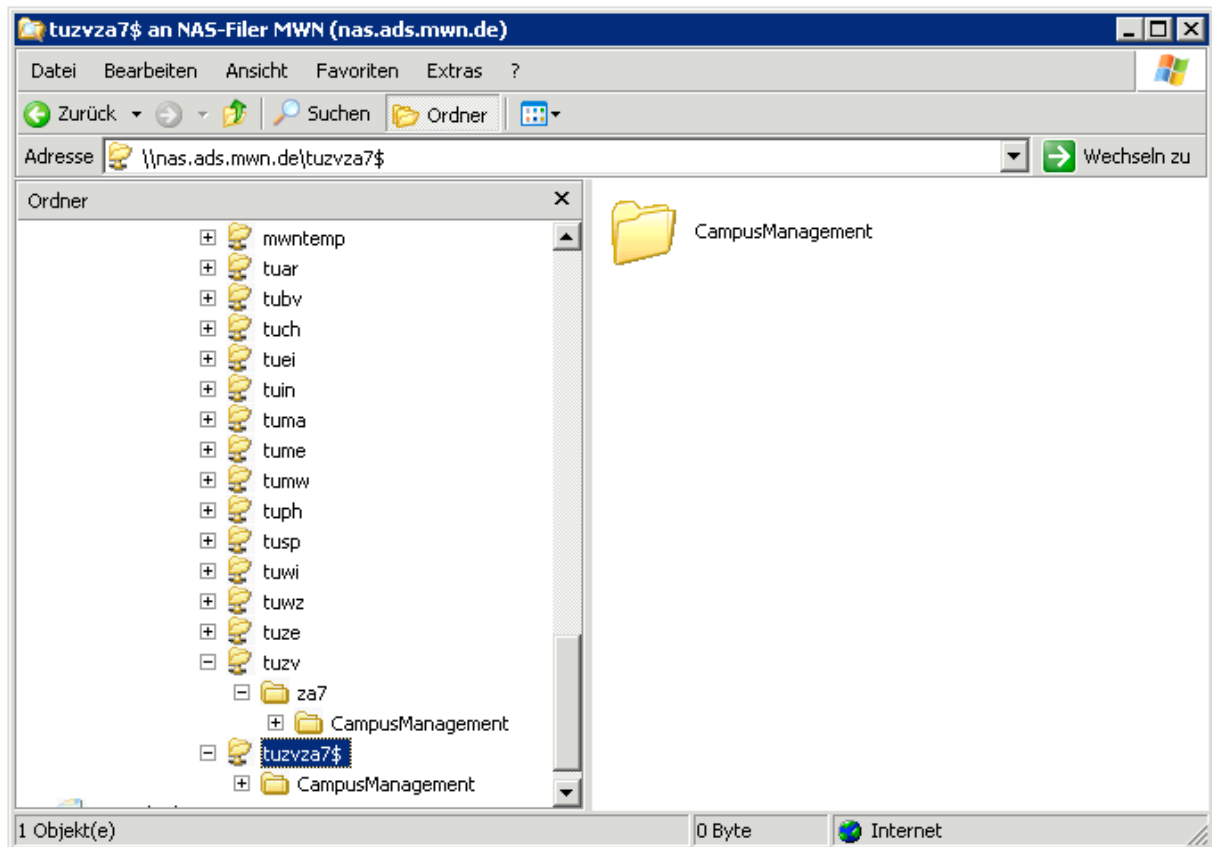 tuzvza7$ an NAS-Filer MWN (nas.ads.mwn.de)
Datei Bearbeiten Ansicht Favoriten Extras ?
Zurück Suchen Ordner
Adresse \\nas.ads.mwn.de\tuzvza7$ Wechseln zu
Ordner
mwntemp
tuar
tubv
tuch
tuei
tuin
tuma
tume
tumw
tuph
tusp
tuwi
tuwz
tuze
tuzv
za7
CampusManagement
tuzvza7$
CampusManagement
CampusManagement
1 Objekt(e) 0 Byte Internet